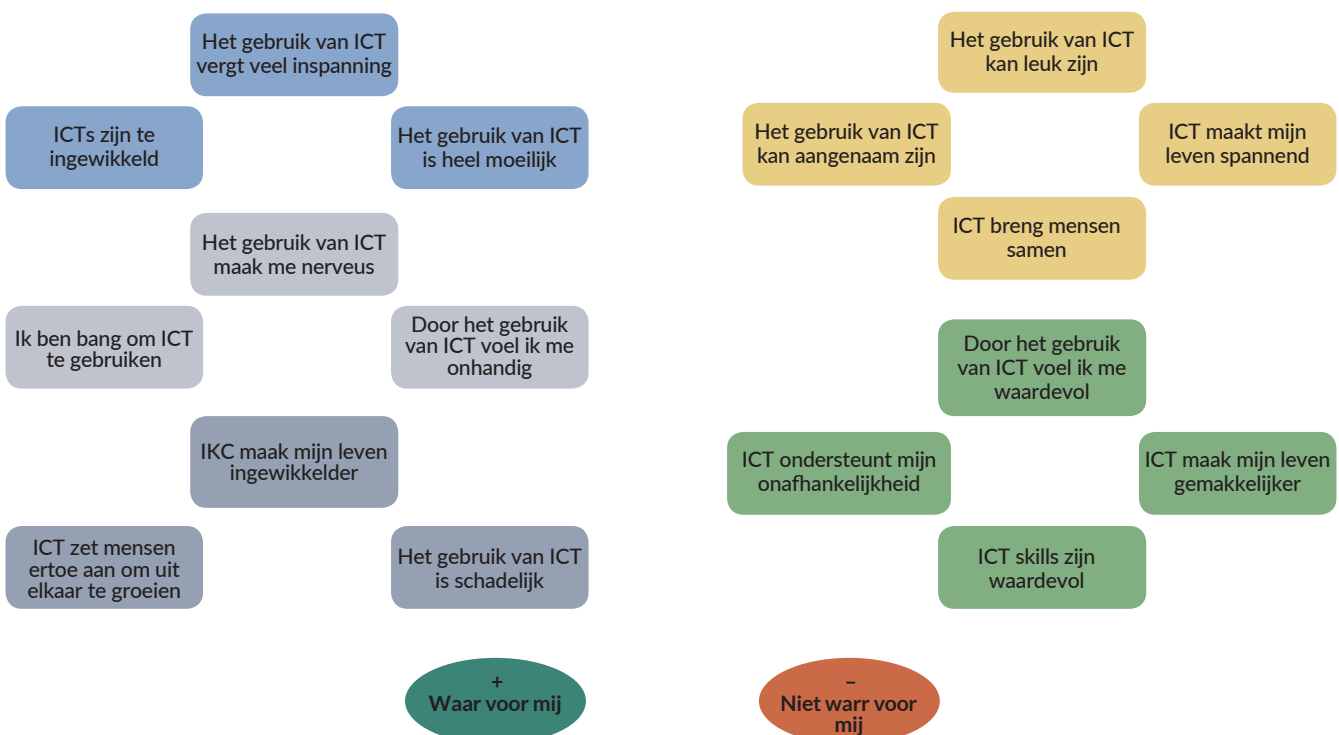 Het gebruik van ICT
vergt veel inspanning
ICTs zijn te
ingewikkeld
Het gebruik van ICT
is heel moeilijk
Het gebruik van ICT
maak me nerveus
Ik ben bang om ICT
te gebruiken
Door het gebruik
van ICT voel ik me
onhandig
IKC maak mijn leven
ingewikkelder
ICT zet mensen
ertoe aan om uit
elkaar te groeien
Het gebruik van ICT
is schadelijk
Het gebruik van ICT
kan leuk zijn
Het gebruik van ICT
kan aangenaam zijn
ICT maakt mijn
leven spannend
ICT breng mensen
samen
Door het gebruik
van ICT voel ik me
waardevol
ICT ondersteunt mijn
onafhankelijkheid
ICT maak mijn leven
gemakkelijker
ICT skills zijn
waardevol
+
Waar voor mij
–
Niet warr voor
mij